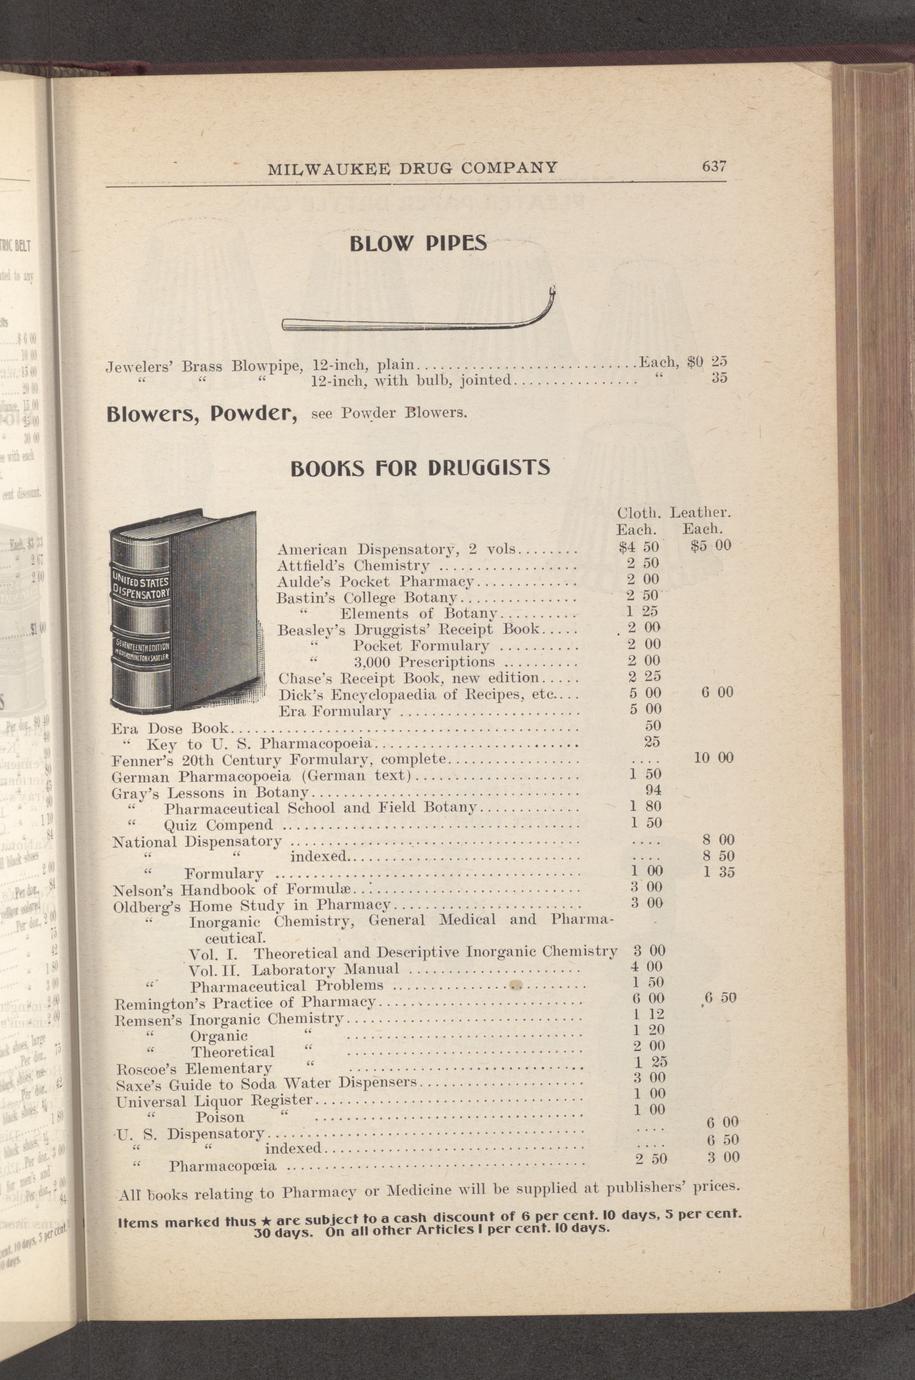 MILWAUKEE DRUG COMPANY 637
BLOW PIPES
Jewelers' Brass Blowpipe, 12-inch, plain...........................Each, $0 25
“ “ “ 12-inch, with bulb, jointed................ “ 35
Blowers, Powder, see Powder Blowers.
BOOKS FOR DRUGGISTS
UNITED STATES
DISPENSATORY
SEVENTEENTH EDITION
Cloth. Leather.
Each. Each.
American Dispensatory, 2 vols........ $4 50 $5 00
Attfield's Chemistry .................. 2 50
Aulde's Pocket Pharmacy............. 2 00
Bastin's College Botany............... 2 50
“ Elements of Botany.......... 1 25
Beasley's Druggists' Receipt Book..... 2 00
“ Pocket Formulary .......... 2 00
“ 3,000 Prescriptions .......... 2 00
Chase's Receipt Book, new edition..... 2 25
Dick's Encyclopaedia of Recipes, etc.... 5 00 6 00
Era Formulary ....................... 5 00
Era Dose Book............................................ 50
“ Key to U. S. Pharmacopoeia.......................... 25
Fenner's 20th Century Formulary, complete................. .... 10 00
German Pharmacopoeia (German text)..................... 1 50
Gray's Lessons in Botany.................................. 94
“ Pharmaceutical School and Field Botany............. 1 80
“ Quiz Compend ...................................... 1 50
National Dispensatory ..................................... .... 8 00
“ “ indexed.............................. .... 8 50
“ Formulary ....................................... 1 00 1 35
Nelson's Handbook of Formulæ............................. 3 00
Oldberg's Home Study in Pharmacy........................ 3 00
“ Inorganic Chemistry, General Medical and Pharma-
ceutical.
Vol. I. Theoretical and Descriptive Inorganic Chemistry 3 00
Vol. II. Laboratory Manual ...................... 4 00
“ Pharmaceutical Problems ......................... 1 50
Remington's Practice of Pharmacy.......................... 6 00 6 50
Remsen's Inorganic Chemistry.............................. 1 12
“ Organic “ .............................. 1 20
“ Theoretical “ .............................. 2 00
Roscoe's Elementary “ .............................. 1 25
Saxe's Guide to Soda Water Dispensers..................... 3 00
Universal Liquor Register.................................. 1 00
“ Poison “ .................................. 1 00
U. S. Dispensatory........................................ .... 6 00
“ “ indexed................................. .... 6 50
“ Pharmacopœia ...................................... 2 50 3 00
All books relating to Pharmacy or Medicine will be supplied at publishers' prices.
Items marked thus ★ are subject to a cash discount of 6 per cent. 10 days, 5 per cent.
30 days. On all other Articles 1 per cent. 10 days.